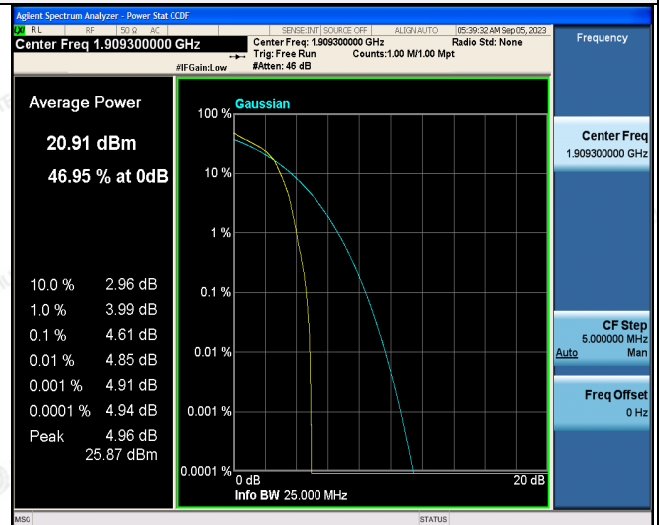 Agilent Spectrum Analyzer - Power Stat CCDF
LXI RL RF 50 Ω AC SENSE:INT SOURCE OFF ALIGN AUTO 05:39:32 AM Sep 05, 2023
Center Freq 1.909300000 GHz
Center Freq: 1.909300000 GHz Radio Std: None
Trig: Free Run Counts:1.00 M/1.00 Mpt
#IFGain:Low #Atten: 46 dB
Frequency
Average Power
20.91 dBm
46.95 % at 0dB
10.0 % 2.96 dB
1.0 % 3.99 dB
0.1 % 4.61 dB
0.01 % 4.85 dB
0.001 % 4.91 dB
0.0001 % 4.94 dB
Peak 4.96 dB
25.87 dBm
Gaussian
100 %
10 %
1 %
0.1 %
0.01 %
0.001 %
0.0001 %
0 dB 20 dB
Info BW 25.000 MHz
Center Freq
1.909300000 GHz
CF Step
5.000000 MHz
Auto Man
Freq Offset
0 Hz
MSG STATUS